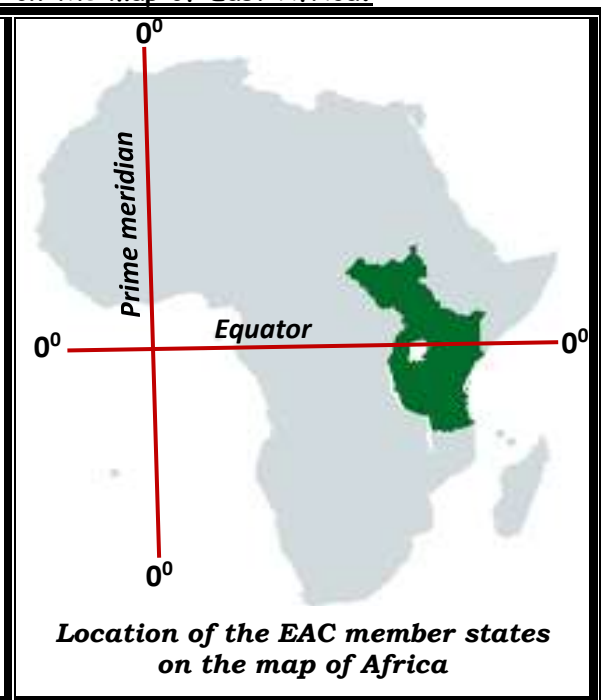 0⁰
Prime meridian
Equator
0⁰
0⁰
0⁰
Location of the EAC member states
on the map of Africa